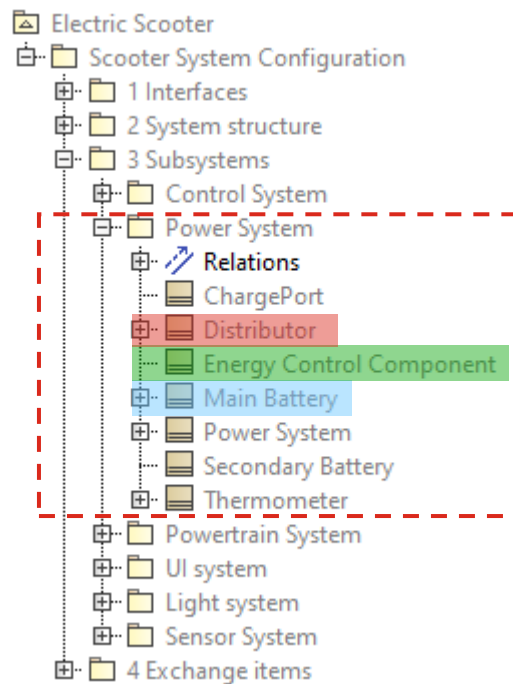 Electric Scooter
Scooter System Configuration
1 Interfaces
2 System structure
3 Subsystems
Control System
Power System
Relations
ChargePort
Distributor
Energy Control Component
Main Battery
Power System
Secondary Battery
Thermometer
Powertrain System
UI system
Light system
Sensor System
4 Exchange items